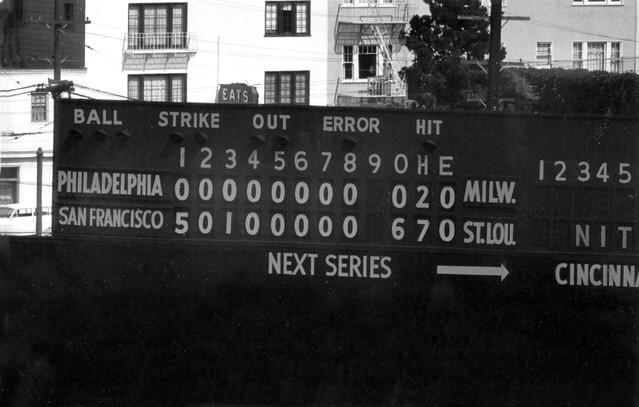 EATS
BALL STRIKE OUT ERROR HIT
1 2 3 4 5 6 7 8 9 0 H E 1 2 3 4 5
PHILADELPHIA 0 0 0 0 0 0 0 0 0 2 0 MILW.
SAN FRANCISCO 5 0 1 0 0 0 0 0 6 7 0 ST.LOU. NIT
NEXT SERIES → CINCINNA